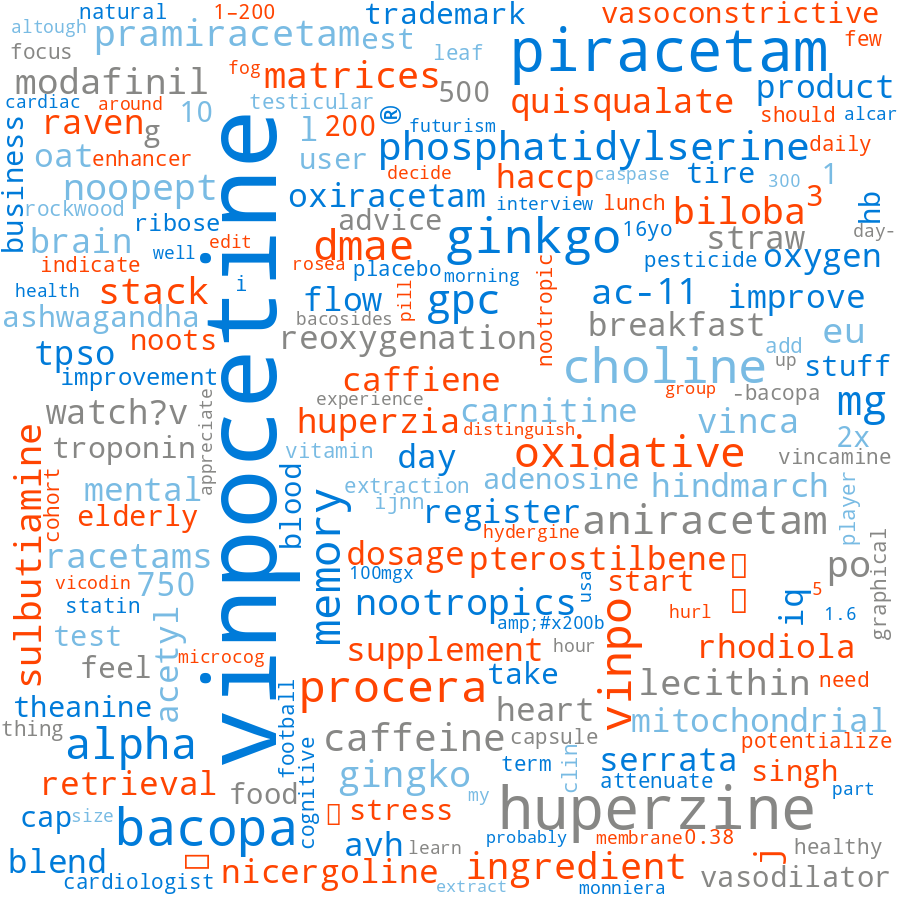 natural
1–200
trademark
vasoconstrictive
altough
pramiracetam
est
leaf
piracetam
few
focus
modafinil
fog
matrices
500
product
cardiac
around
10
testicular
®
quisqualate
should
alcar
raven
g
l
200
futurism
phosphatidylserine
daily
business
oat
enhancer
user
decide
haccp
caspase
tire
300
1
noopept
oxiracetam
interview
lunch
biloba
3
hb
rockwood
ribose
advice
ginkgo
16yo
straw
day-
brain
well
edit
vinpocetine
indicate
rosea
placebo
morning
nootropic
pesticide
oxygen
dmae
health
stack
i
flow
pill
gpc
ac-11
improve
ashwagandha
noots
bacosides
reoxygenation
breakfast
eu
tpso
add
up
stuff
improvement
caffiene
choline
group
-bacopa
mg
experience
watch?v
appreciate
huperzia
carnitine
distinguish
vinca
2x
troponin
vitamin
day
oxidative
vincamine
sulbutiamine
cohort
mental
blood
memory
extraction
adenosine
hindmarch
player
ijnn
elderly
register
hydergine
aniracetam
graphical
racetams
dosage
pterostilbene
po
vicodin
750
100mgx
usa
start
statin
nootropics
vinpo
hurl
iq
5
1.6
test
acetyl
amp;#x200b
feel
microcog
supplement
hour
rhodiola
theanine
football
procera
take
lecithin
need
thing
heart
mitochondrial
alpha
cognitive
caffeine
capsule
potentialize
retrieval
gingko
term
clin
serrata
singh
food
my
attenuate
part
cap
size
bacopa
stress
huperzine
avh
learn
probably
membrane
0.38
j
healthy
blend
cardiologist
nicergoline
extract
ingredient
monniera
vasodilator